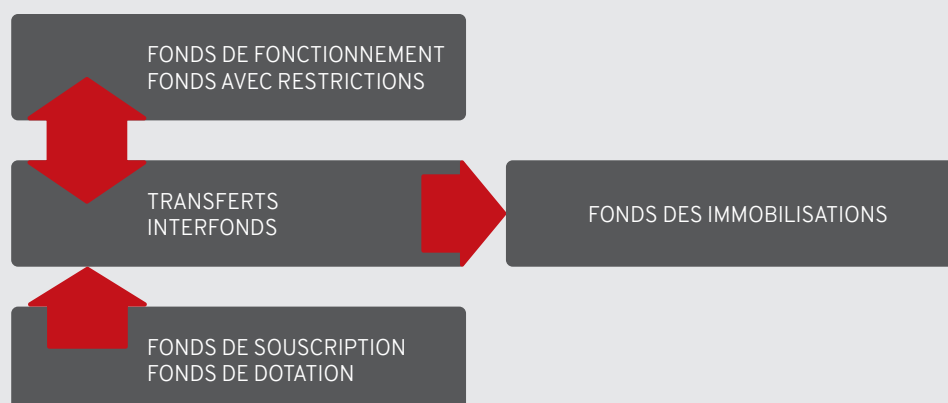 FONDS DE FONCTIONNEMENT
FONDS AVEC RESTRICTIONS
TRANSFERTS
INTERFONDS
FONDS DES IMMOBILISATIONS
FONDS DE SOUSCRIPTION
FONDS DE DOTATION